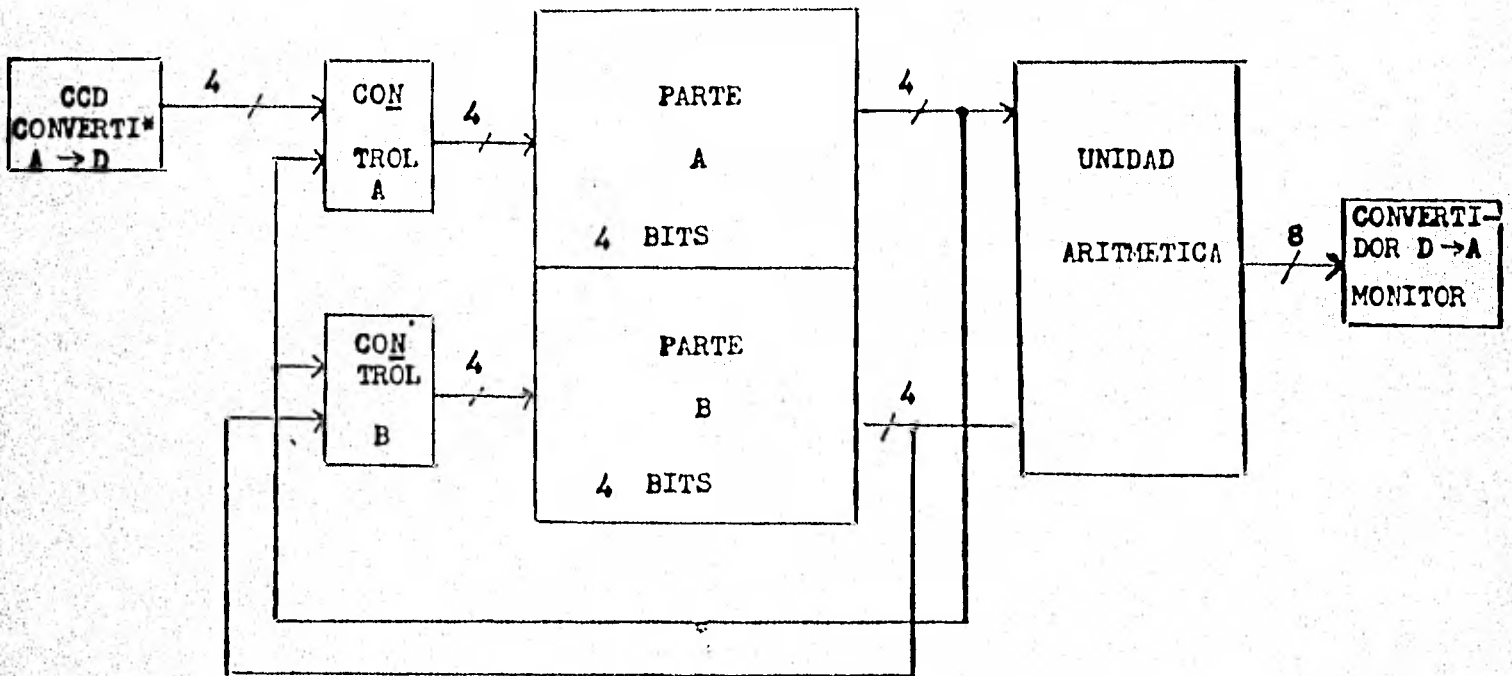 CCD
CONVERTI*
A → D
4
CON
TROL
A
4
PARTE
A
4 BITS
4
UNIDAD
ARITMETICA
8
CONVERTI-
DOR D → A
MONITOR
CON
TROL
B
4
PARTE
B
4 BITS
4